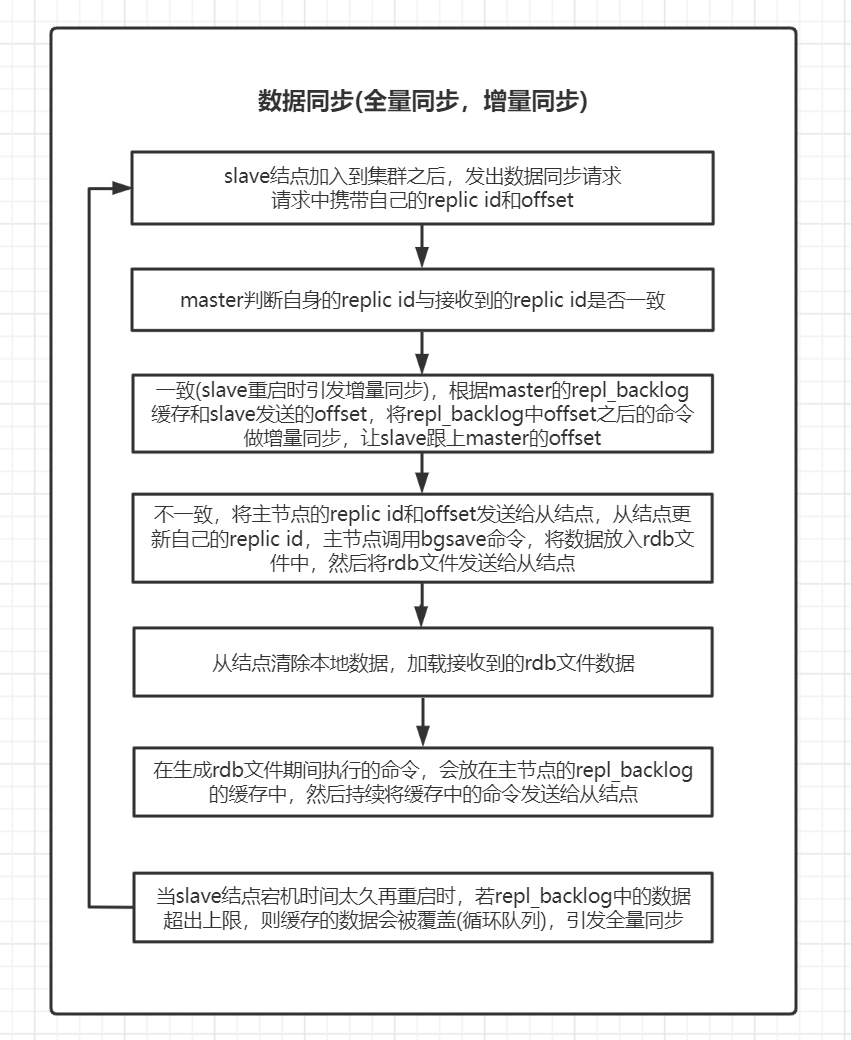 数据同步(全量同步，增量同步)
slave结点加入到集群之后，发出数据同步请求
请求中携带自己的replic id和offset
master判断自身的replic id与接收到的replic id是否一致
一致(slave重启时引发增量同步)，根据master的repl_backlog
缓存和slave发送的offset，将repl_backlog中offset之后的命令
做增量同步，让slave跟上master的offset
不一致，将主节点的replic id和offset发送给从结点，从结点更
新自己的replic id，主节点调用bgsave命令，将数据放入rdb文
件中，然后将rdb文件发送给从结点
从结点清除本地数据，加载接收到的rdb文件数据
在生成rdb文件期间执行的命令，会放在主节点的repl_backlog
的缓存中，然后持续将缓存中的命令发送给从结点
当slave结点宕机时间太久再重启时，若repl_backlog中的数据
超出上限，则缓存的数据会被覆盖(循环队列)，引发全量同步